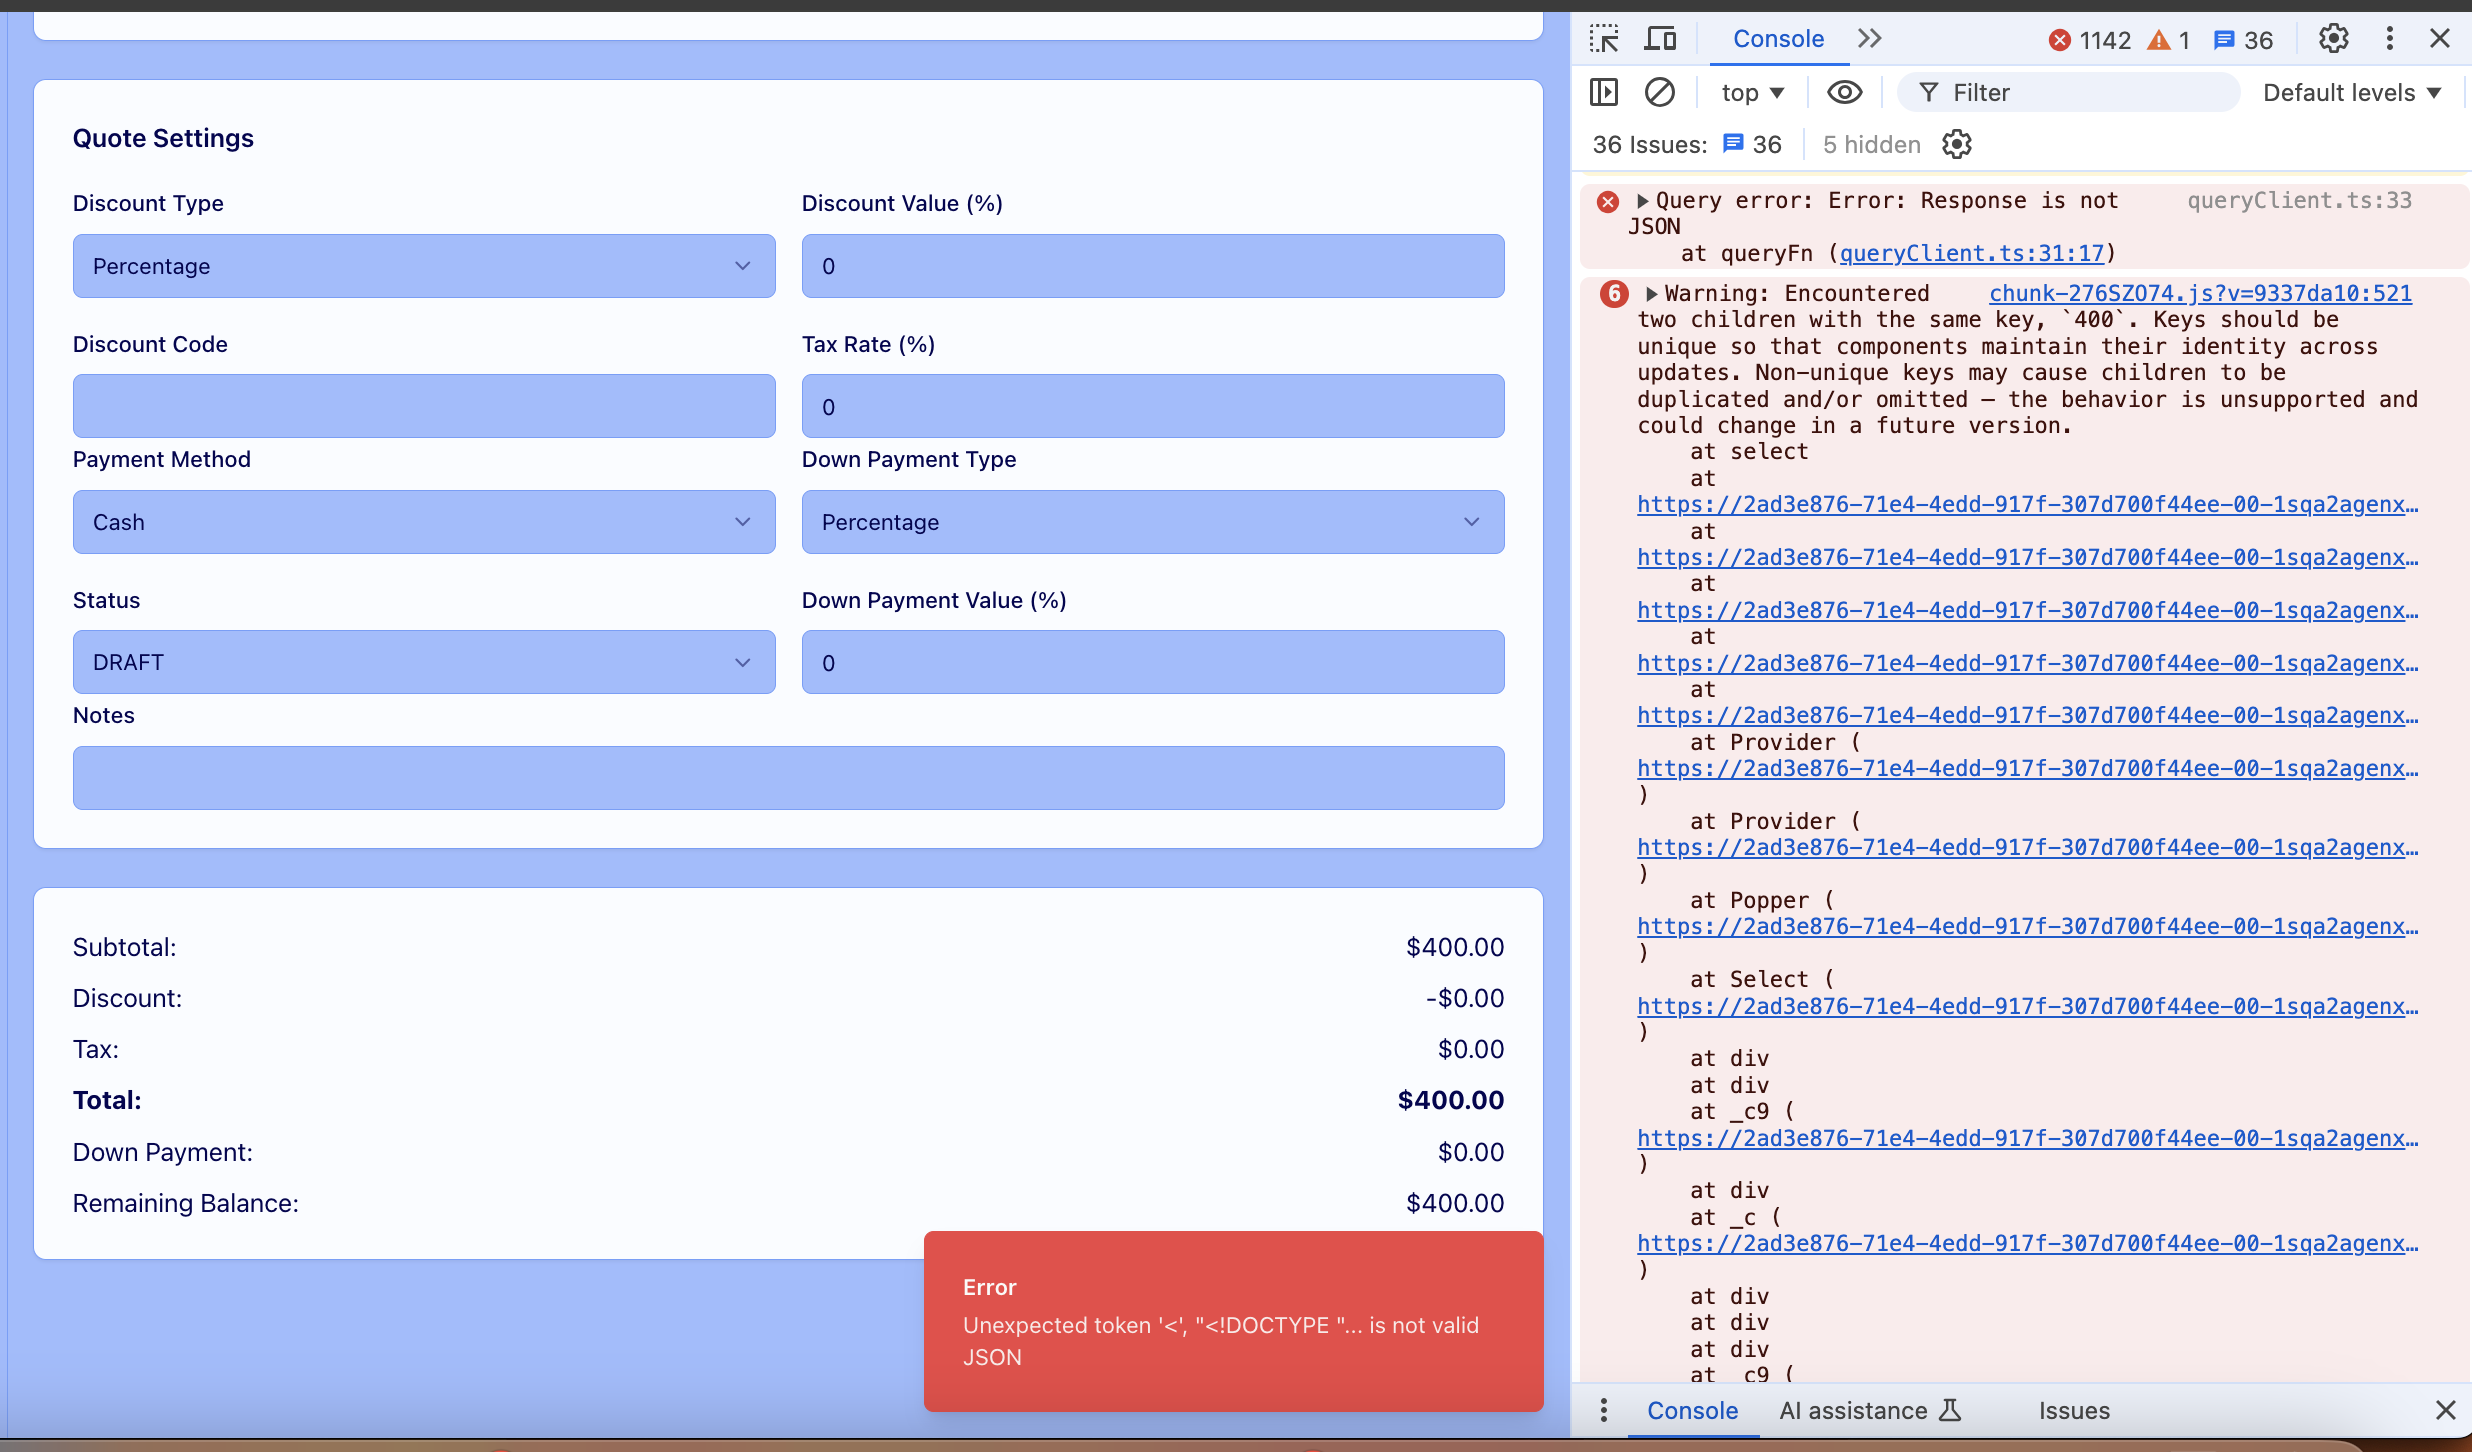 Quote Settings
Discount Type
Discount Value (%)
Percentage
0
Discount Code
Tax Rate (%)
0
Payment Method
Down Payment Type
Cash
Percentage
Status
Down Payment Value (%)
DRAFT
0
Notes
Subtotal:
$400.00
Discount:
-$0.00
Tax:
$0.00
Total:
$400.00
Down Payment:
$0.00
Remaining Balance:
$400.00
Error
Unexpected token '<', "<!DOCTYPE "... is not valid
JSON
Console
1142
1
36
top
Filter
Default levels
36 Issues:
36
5 hidden
Query error: Error: Response is not
queryClient.ts:33
JSON
at queryFn (queryClient.ts:31:17)
6
Warning: Encountered
chunk-276SZO74.js?v=9337da10:521
two children with the same key, `400`. Keys should be
unique so that components maintain their identity across
updates. Non-unique keys may cause children to be
duplicated and/or omitted — the behavior is unsupported and
could change in a future version.
at select
at
https://2ad3e876-71e4-4edd-917f-307d700f44ee-00-1sqa2agenx…
at
https://2ad3e876-71e4-4edd-917f-307d700f44ee-00-1sqa2agenx…
at
https://2ad3e876-71e4-4edd-917f-307d700f44ee-00-1sqa2agenx…
at
https://2ad3e876-71e4-4edd-917f-307d700f44ee-00-1sqa2agenx…
at
https://2ad3e876-71e4-4edd-917f-307d700f44ee-00-1sqa2agenx…
at Provider (
https://2ad3e876-71e4-4edd-917f-307d700f44ee-00-1sqa2agenx…
)
at Provider (
https://2ad3e876-71e4-4edd-917f-307d700f44ee-00-1sqa2agenx…
)
at Popper (
https://2ad3e876-71e4-4edd-917f-307d700f44ee-00-1sqa2agenx…
)
at Select (
https://2ad3e876-71e4-4edd-917f-307d700f44ee-00-1sqa2agenx…
)
at div
at div
at _c9 (
https://2ad3e876-71e4-4edd-917f-307d700f44ee-00-1sqa2agenx…
)
at div
at _c (
https://2ad3e876-71e4-4edd-917f-307d700f44ee-00-1sqa2agenx…
)
at div
at div
at div
at _c9 (
Console
AI assistance
Issues